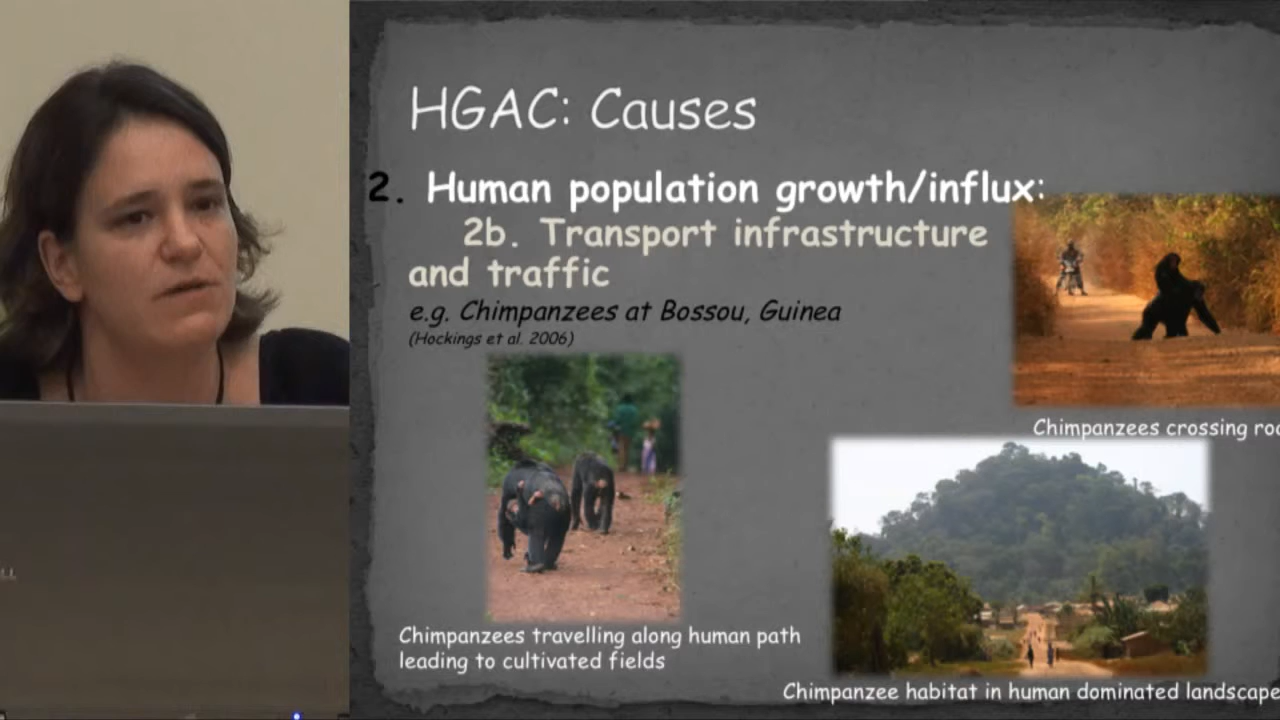 HGAC: Causes
2. Human population growth/influx:
2b. Transport infrastructure
and traffic
e.g. Chimpanzees at Bossou, Guinea
(Hockings et al. 2006)
Chimpanzees crossing
Chimpanzees travelling along human path
leading to cultivated fields
Chimpanzee habitat in human dominated landscape